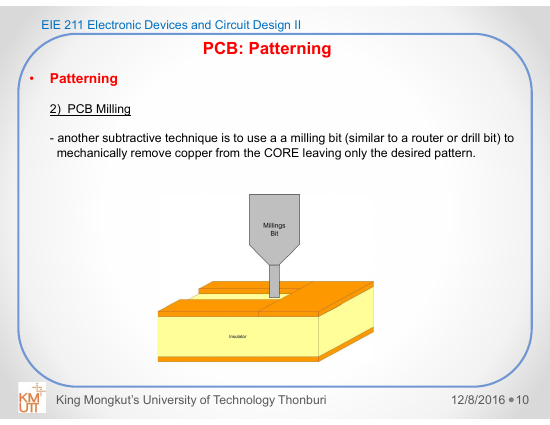 EIE 211 Electronic Devices and Circuit Design II
PCB: Patterning
• Patterning
2) PCB Milling
- another subtractive technique is to use a a milling bit (similar to a router or drill bit) to
mechanically remove copper from the CORE leaving only the desired pattern.
Millings
Bit
Insulator
KM
UTT
King Mongkut's University of Technology Thonburi
12/8/2016 • 10